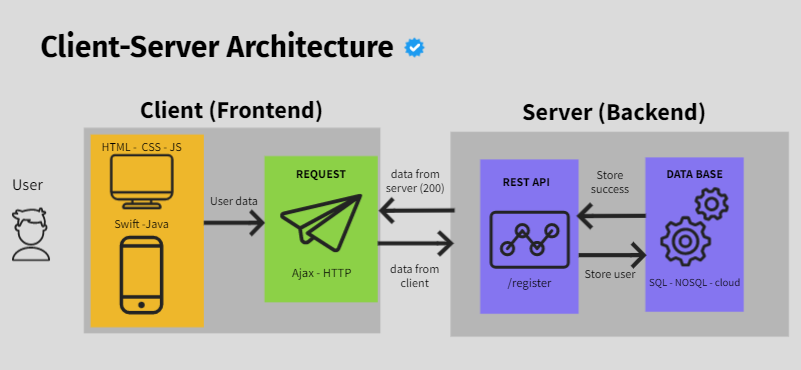 Client-Server Architecture
Client (Frontend)
Server (Backend)
User
HTML - CSS - JS
Swift -Java
User data
REQUEST
Ajax - HTTP
data from
server (200)
data from
client
REST API
/register
Store
success
Store user
DATA BASE
SQL - NOSQL - cloud